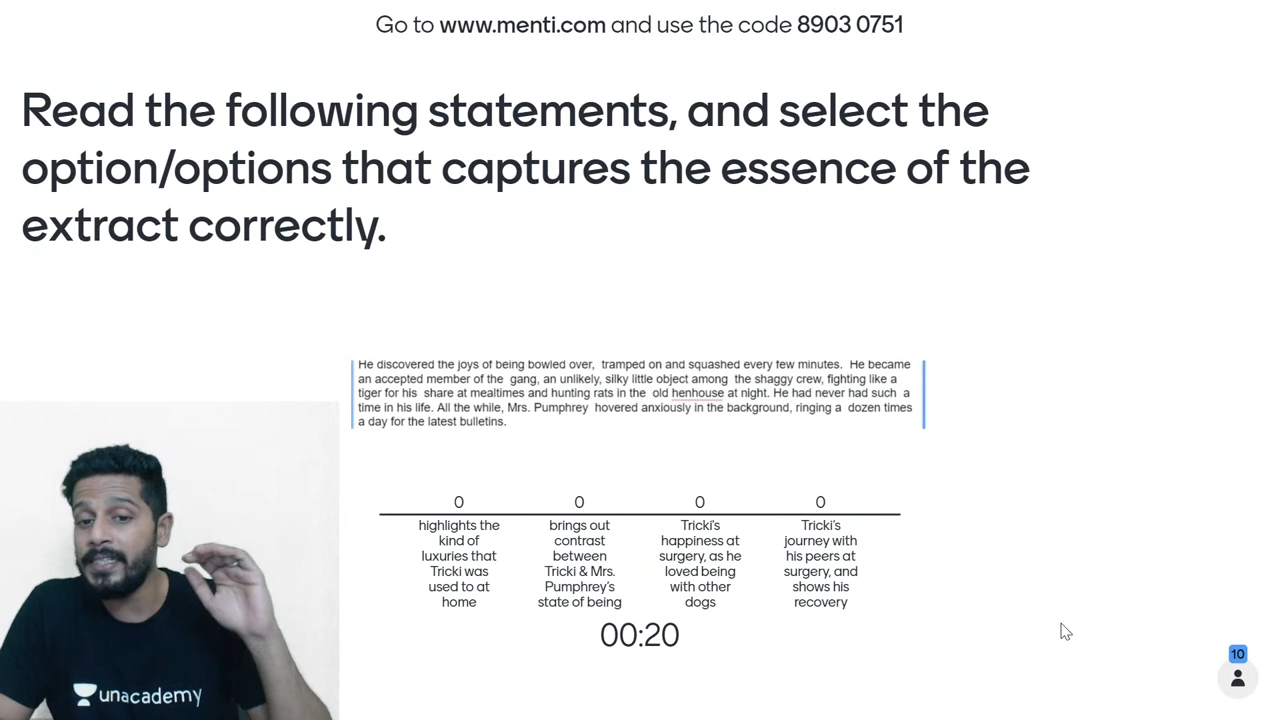 Go to www.menti.com and use the code 8903 0751
Read the following statements, and select the
option/options that captures the essence of the
extract correctly.
He discovered the joys of being bowled over, tramped on and squashed every few minutes. He became
an accepted member of the gang, an unlikely, silky little object among the shaggy crew, fighting like a
tiger for his share at mealtimes and hunting rats in the old henhouse at night. He had never had such a
time in his life. All the while, Mrs. Pumphrey hovered anxiously in the background, ringing a dozen times
a day for the latest bulletins.
0
highlights the
kind of
luxuries that
Tricki was
used to at
home
0
brings out
contrast
between
Tricki & Mrs.
Pumphrey's
state of being
0
Tricki's
happiness at
surgery, as he
loved being
with other
dogs
0
Tricki's
journey with
his peers at
surgery, and
shows his
recovery
00:20
unacademy
10